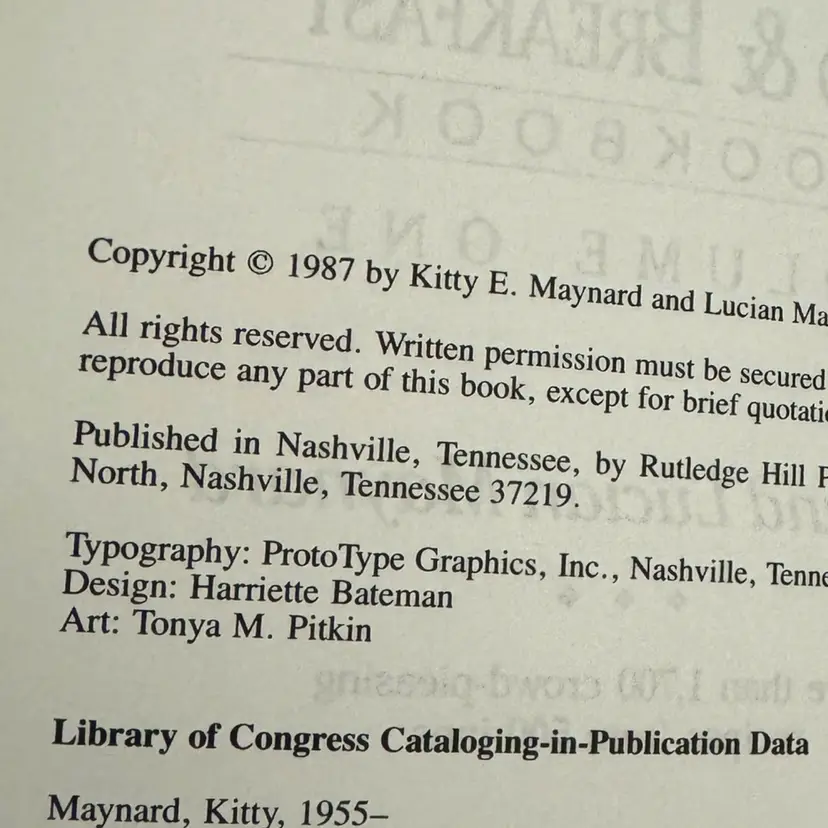 Copyright © 1987 by Kitty E. Maynard and Lucian Ma
All rights reserved. Written permission must be secured
reproduce any part of this book, except for brief quotati
Published in Nashville, Tennessee, by Rutledge Hill P
North, Nashville, Tennessee 37219.
Typography: ProtoType Graphics, Inc., Nashville, Tenne
Design: Harriette Bateman
Art: Tonya M. Pitkin
Library of Congress Cataloging-in-Publication Data
Maynard, Kitty, 1955–